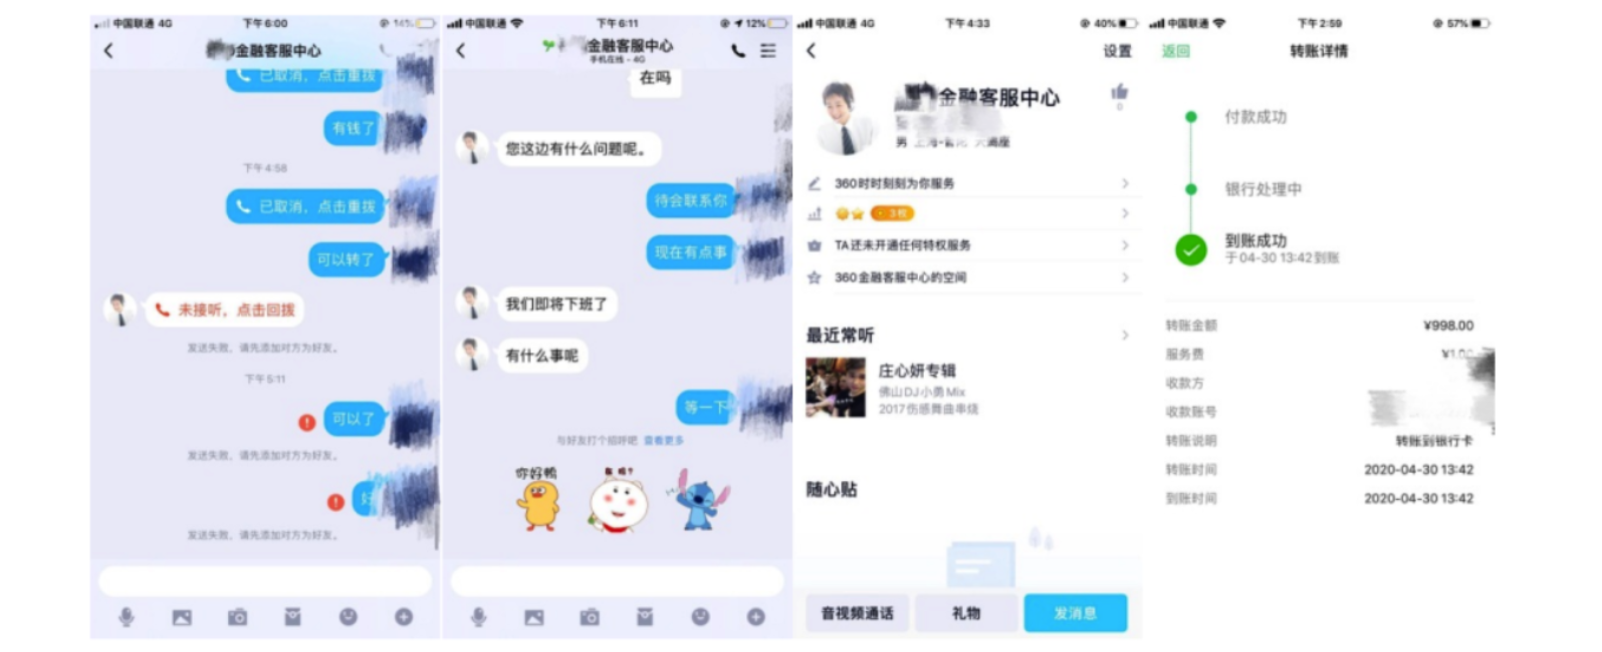 中国联通 4G
下午6:00
14%
金融客服中心
已取消，点击重拨
有钱了
下午4:58
已取消，点击重拨
可以转了
未接听，点击回拨
发送失败，请先添加对方为好友。
下午5:11
可以了
发送失败，请先添加对方为好友。
好
发送失败，请先添加对方为好友。
中国联通
下午6:11
12%
金融客服中心
手机在线 - 4G
在吗
您这边有什么问题呢。
待会联系你
现在有点事
我们即将下班了
有什么事呢
等一下
与好友打个招呼吧 查看更多
你好鸭
中国联通 4G
下午4:33
40%
设置
金融客服中心
0
男 上海-
360时时刻刻为你服务
TA还未开通任何特权服务
360金融客服中心的空间
最近常听
庄心妍专辑
佛山DJ小勇Mix
2017伤感舞曲串烧
随心贴
音视频通话
礼物
发消息
中国联通
下午2:59
57%
返回
转账详情
付款成功
银行处理中
到账成功
于04-30 13:42到账
转账金额 ¥998.00
服务费 ¥1.00
收款方
收款账号
转账说明 转账到银行卡
转账时间 2020-04-30 13:42
到账时间 2020-04-30 13:42